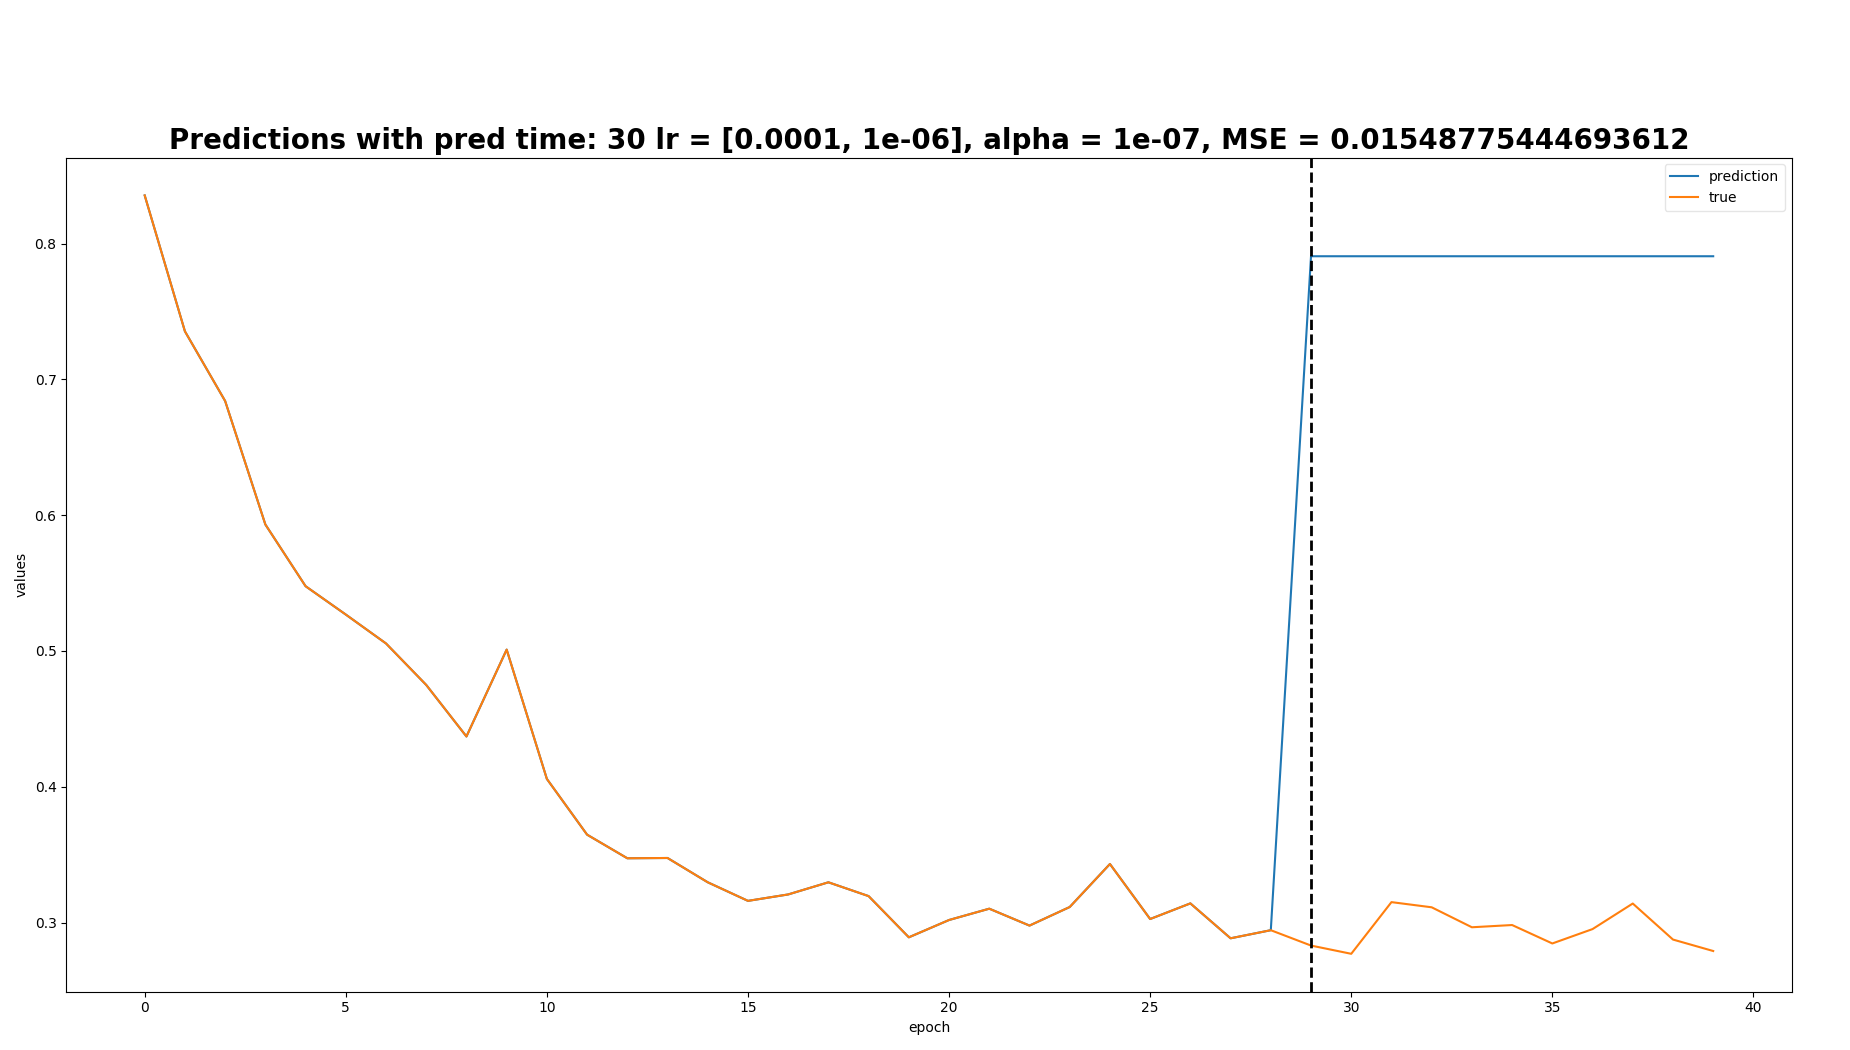 Predictions with pred time: 30 lr = [0.0001, 1e-06], alpha = 1e-07, MSE = 0.01548775444693612
prediction
true
0.8
0.7
0.6
0.5
0.4
0.3
values
0 5 10 15 20 25 30 35 40
epoch